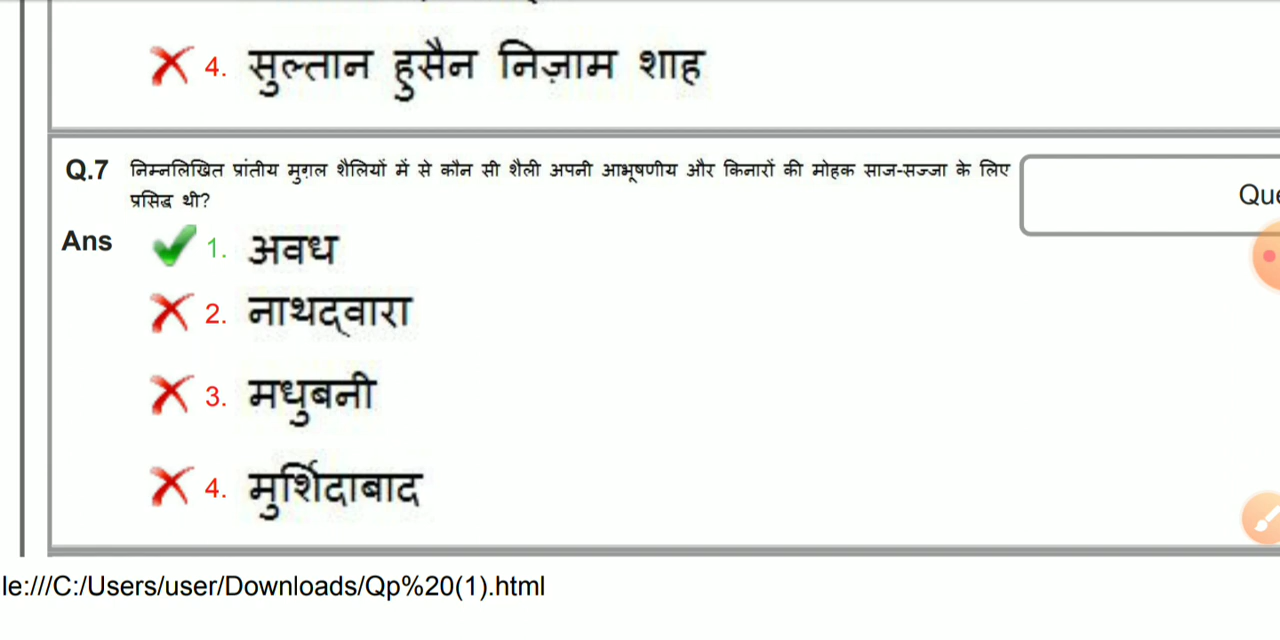 4. सुल्तान हुसैन निज़ाम शाह
Q.7 निम्नलिखित प्रांतीय मुग़ल शैलियों में से कौन सी शैली अपनी आभूषणीय और किनारों की मोहक साज-सज्जा के लिए
प्रसिद्ध थी?
Ans 1. अवध
2. नाथद्वारा
3. मधुबनी
4. मुर्शिदाबाद
le:///C:/Users/user/Downloads/Qp%20(1).html